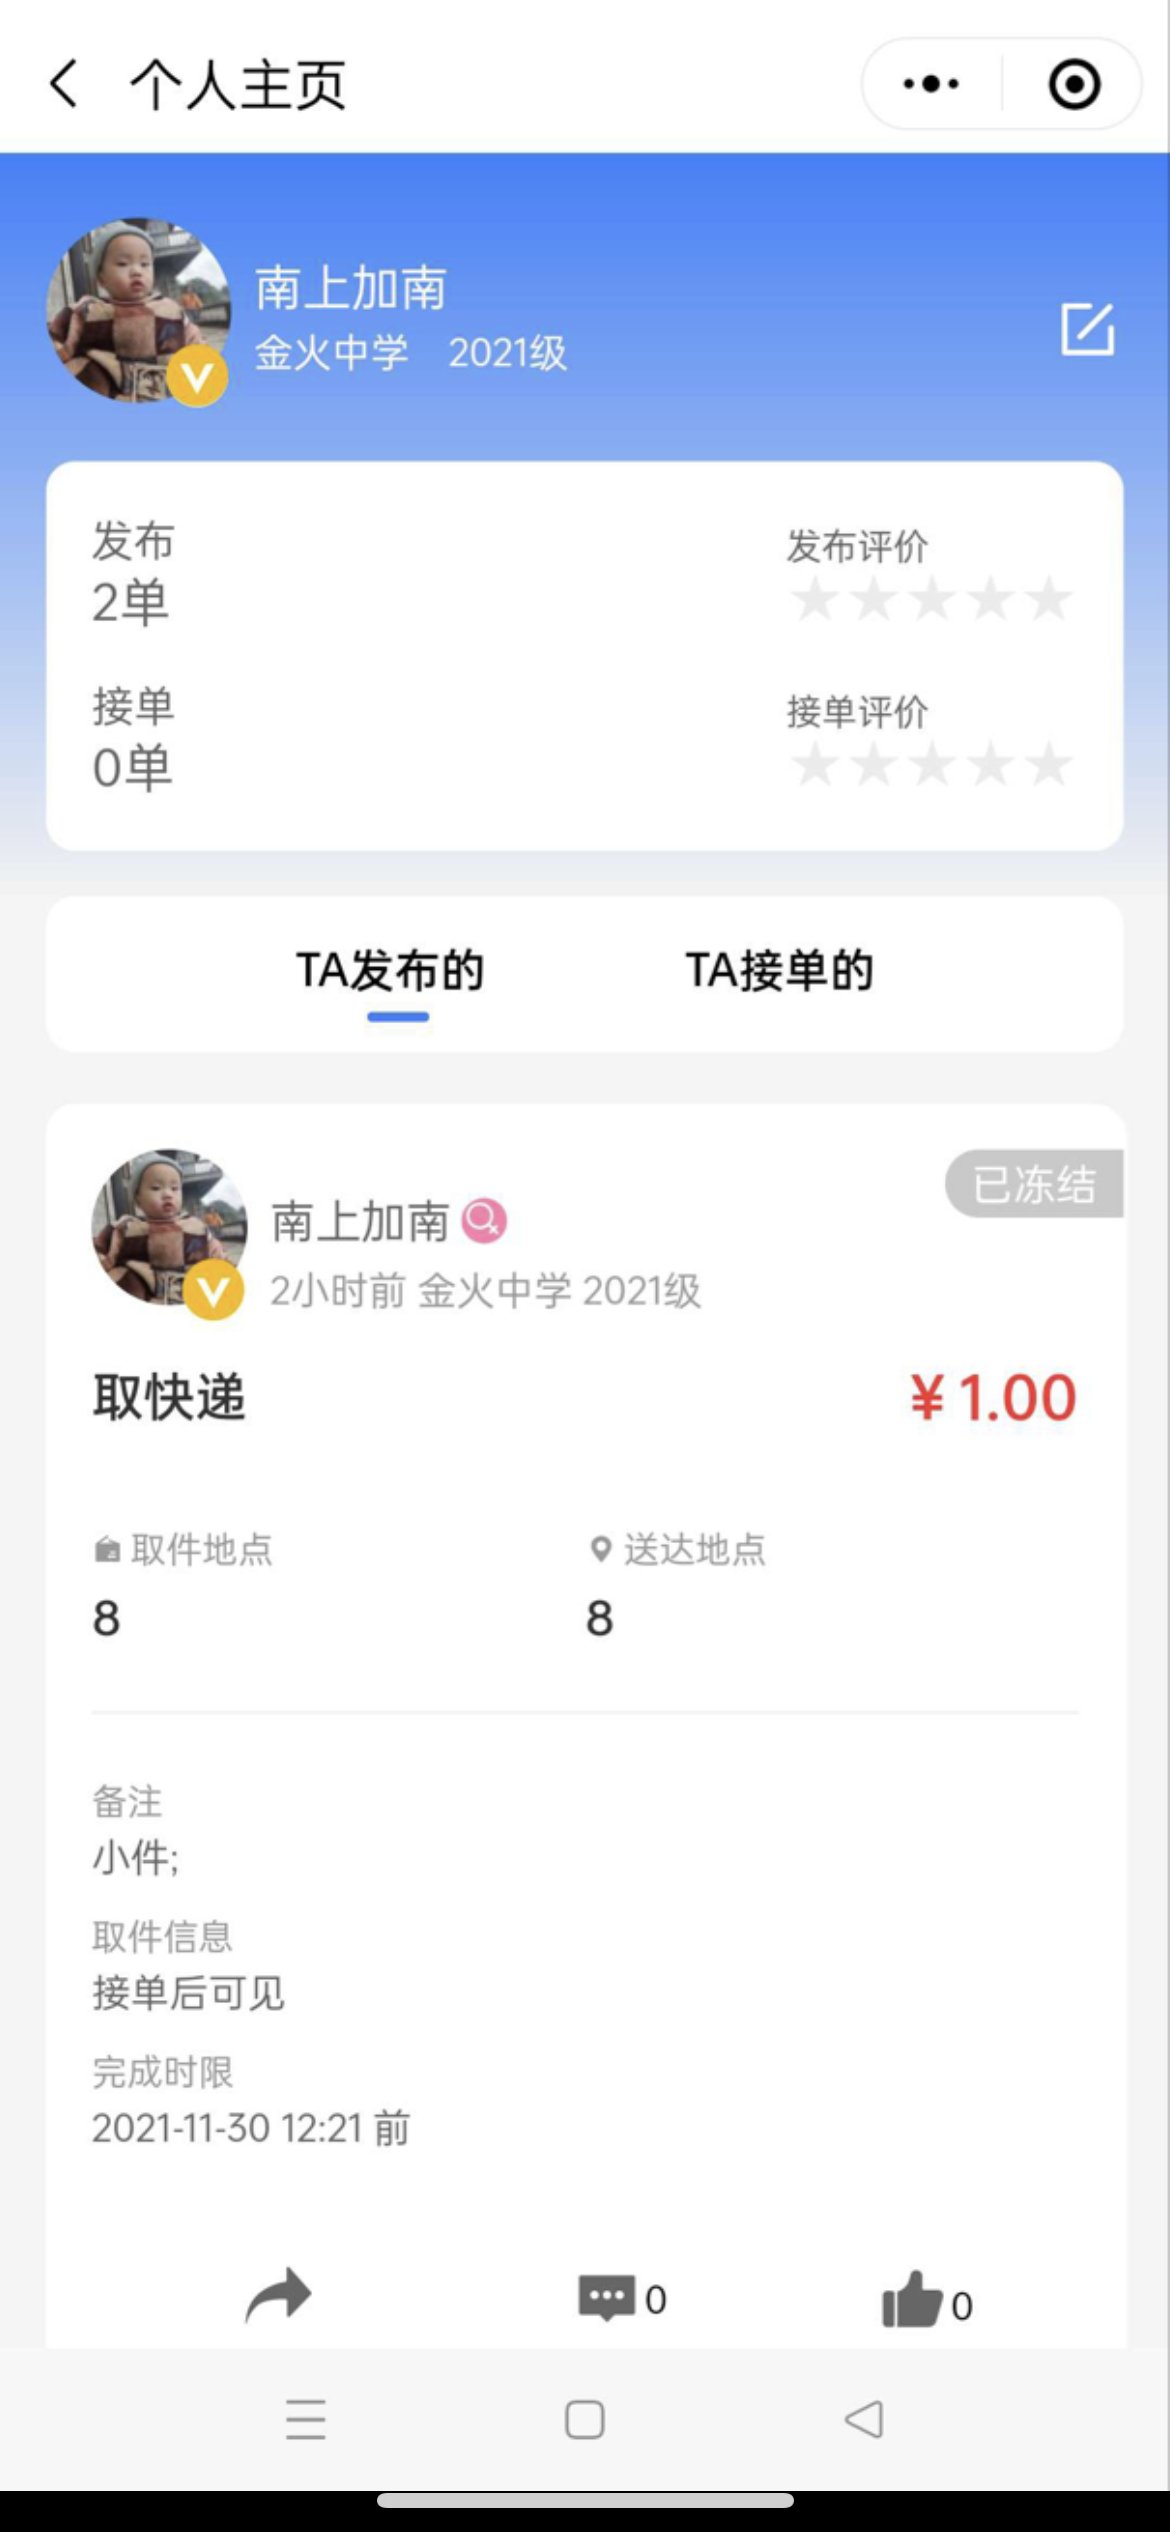 个人主页
南上加南
金火中学 2021级
发布
2单
发布评价
接单
0单
接单评价
TA发布的
TA接单的
已冻结
南上加南
2小时前 金火中学 2021级
取快递
¥1.00
取件地点
送达地点
8
8
备注
小件;
取件信息
接单后可见
完成时限
2021-11-30 12:21 前
0
0